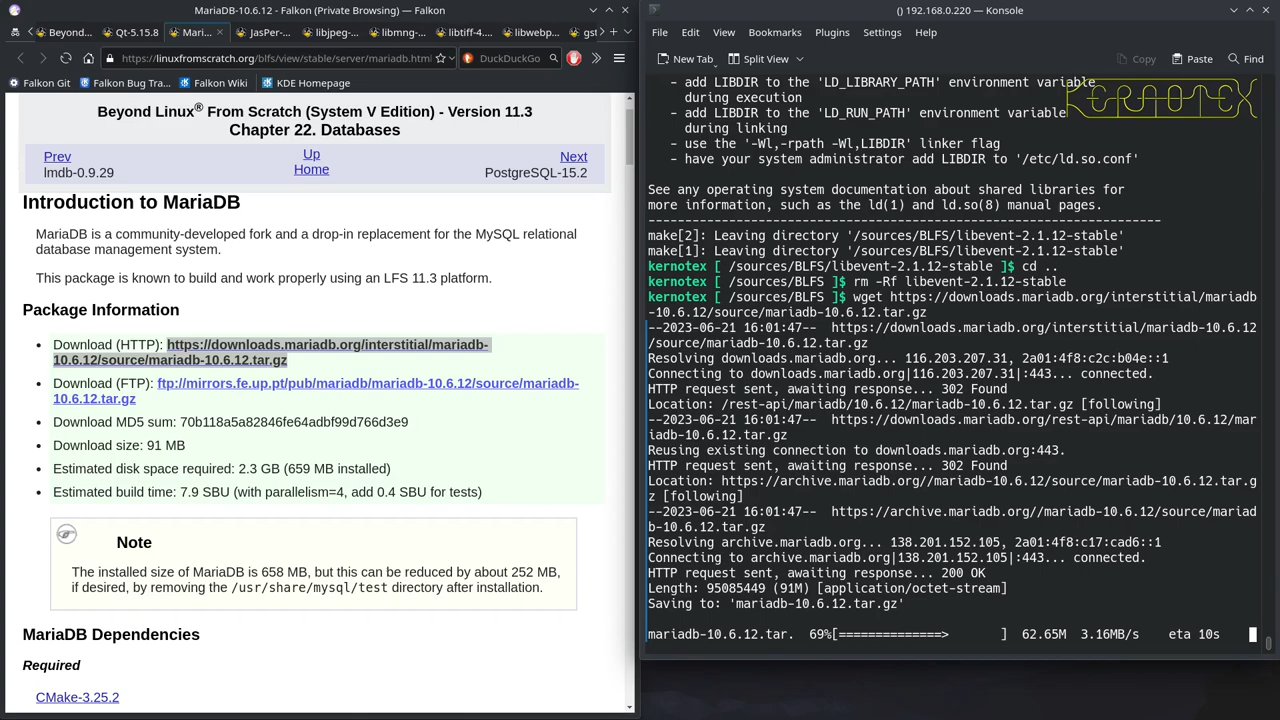 MariaDB-10.6.12 - Falkon (Private Browsing) — Falkon
Beyond...
Qt-5.15.8
Mari...
JasPer-...
libjpeg-...
libmng-...
libtiff-4....
libwebp...
gst
https://linuxfromscratch.org/blfs/view/stable/server/mariadb.html
DuckDuckGo
Falkon Git
Falkon Bug Tra...
Falkon Wiki
KDE Homepage
Beyond Linux® From Scratch (System V Edition) - Version 11.3
Chapter 22. Databases
Prev
Up
Next
lmdb-0.9.29
Home
PostgreSQL-15.2
Introduction to MariaDB
MariaDB is a community-developed fork and a drop-in replacement for the MySQL relational
database management system.
This package is known to build and work properly using an LFS 11.3 platform.
Package Information
Download (HTTP): https://downloads.mariadb.org/interstitial/mariadb-
10.6.12/source/mariadb-10.6.12.tar.gz
Download (FTP): ftp://mirrors.fe.up.pt/pub/mariadb/mariadb-10.6.12/source/mariadb-
10.6.12.tar.gz
Download MD5 sum: 70b118a5a82846fe64adbf99d766d3e9
Download size: 91 MB
Estimated disk space required: 2.3 GB (659 MB installed)
Estimated build time: 7.9 SBU (with parallelism=4, add 0.4 SBU for tests)
Note
The installed size of MariaDB is 658 MB, but this can be reduced by about 252 MB,
if desired, by removing the /usr/share/mysql/test directory after installation.
MariaDB Dependencies
Required
CMake-3.25.2
() 192.168.0.220 — Konsole
File Edit View Bookmarks Plugins Settings Help
New Tab
Split View
Copy
Paste
Find
KERNOTEX
- add LIBDIR to the 'LD_LIBRARY_PATH' environment variable
during execution
- add LIBDIR to the 'LD_RUN_PATH' environment variable
during linking
- use the '-Wl,-rpath -Wl,LIBDIR' linker flag
- have your system administrator add LIBDIR to '/etc/ld.so.conf'
See any operating system documentation about shared libraries for
more information, such as the ld(1) and ld.so(8) manual pages.
----------------------------------------------------------------------
make[2]: Leaving directory '/sources/BLFS/libevent-2.1.12-stable'
make[1]: Leaving directory '/sources/BLFS/libevent-2.1.12-stable'
kernotex [ /sources/BLFS/libevent-2.1.12-stable ]$ cd ..
kernotex [ /sources/BLFS ]$ rm -Rf libevent-2.1.12-stable
kernotex [ /sources/BLFS ]$ wget https://downloads.mariadb.org/interstitial/mariadb
-10.6.12/source/mariadb-10.6.12.tar.gz
--2023-06-21 16:01:47-- https://downloads.mariadb.org/interstitial/mariadb-10.6.12
/source/mariadb-10.6.12.tar.gz
Resolving downloads.mariadb.org... 116.203.207.31, 2a01:4f8:c2c:b04e::1
Connecting to downloads.mariadb.org|116.203.207.31|:443... connected.
HTTP request sent, awaiting response... 302 Found
Location: /rest-api/mariadb/10.6.12/mariadb-10.6.12.tar.gz [following]
--2023-06-21 16:01:47-- https://downloads.mariadb.org/rest-api/mariadb/10.6.12/mar
iadb-10.6.12.tar.gz
Reusing existing connection to downloads.mariadb.org:443.
HTTP request sent, awaiting response... 302 Found
Location: https://archive.mariadb.org//mariadb-10.6.12/source/mariadb-10.6.12.tar.g
z [following]
--2023-06-21 16:01:47-- https://archive.mariadb.org//mariadb-10.6.12/source/mariad
b-10.6.12.tar.gz
Resolving archive.mariadb.org... 138.201.152.105, 2a01:4f8:c17:cad6::1
Connecting to archive.mariadb.org|138.201.152.105|:443... connected.
HTTP request sent, awaiting response... 200 OK
Length: 95085449 (91M) [application/octet-stream]
Saving to: 'mariadb-10.6.12.tar.gz'
mariadb-10.6.12.tar. 69%[==============> ] 62.65M 3.16MB/s eta 10s